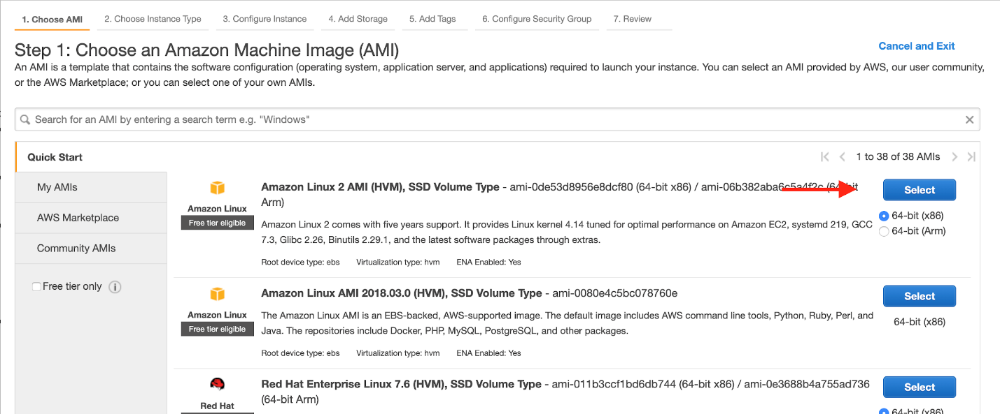 1. Choose AMI 2. Choose Instance Type 3. Configure Instance 4. Add Storage 5. Add Tags 6. Configure Security Group 7. Review
Step 1: Choose an Amazon Machine Image (AMI)
Cancel and Exit
An AMI is a template that contains the software configuration (operating system, application server, and applications) required to launch your instance. You can select an AMI provided by AWS, our user community,
or the AWS Marketplace; or you can select one of your own AMIs.
Search for an AMI by entering a search term e.g. "Windows"
Quick Start
1 to 38 of 38 AMIs
My AMIs
AWS Marketplace
Community AMIs
Free tier only
Amazon Linux
Free tier eligible
Amazon Linux 2 AMI (HVM), SSD Volume Type - ami-0de53d8956e8dcf80 (64-bit x86) / ami-06b382aba6c5a4f2c (64-bit
Arm)
Amazon Linux 2 comes with five years support. It provides Linux kernel 4.14 tuned for optimal performance on Amazon EC2, systemd 219, GCC
7.3, Glibc 2.26, Binutils 2.29.1, and the latest software packages through extras.
Root device type: ebs Virtualization type: hvm ENA Enabled: Yes
Select
64-bit (x86)
64-bit (Arm)
Amazon Linux
Free tier eligible
Amazon Linux AMI 2018.03.0 (HVM), SSD Volume Type - ami-0080e4c5bc078760e
The Amazon Linux AMI is an EBS-backed, AWS-supported image. The default image includes AWS command line tools, Python, Ruby, Perl, and
Java. The repositories include Docker, PHP, MySQL, PostgreSQL, and other packages.
Root device type: ebs Virtualization type: hvm ENA Enabled: Yes
Select
64-bit (x86)
Red Hat
Red Hat Enterprise Linux 7.6 (HVM), SSD Volume Type - ami-011b3ccf1bd6db744 (64-bit x86) / ami-0e3688b4a755ad736
(64-bit Arm)
Select
64-bit (x86)